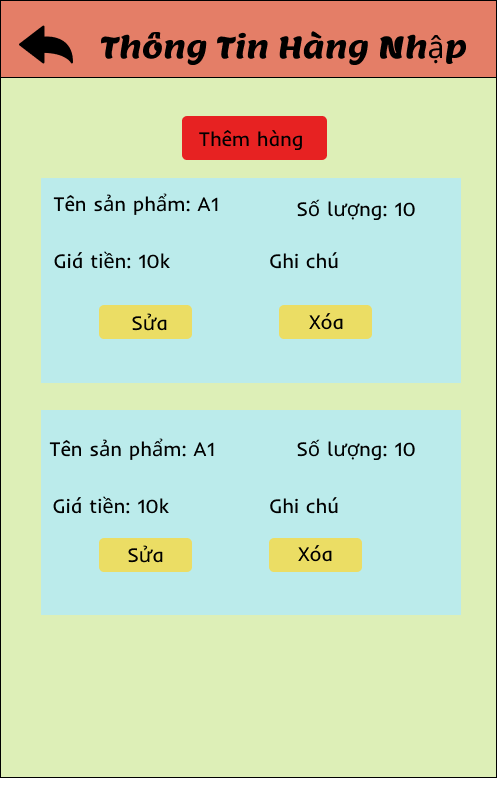 Thông Tin Hàng Nhập
Thêm hàng
Tên sản phẩm: A1
Số lượng: 10
Giá tiền: 10k
Ghi chú
Sửa
Xóa
Tên sản phẩm: A1
Số lượng: 10
Giá tiền: 10k
Ghi chú
Sửa
Xóa